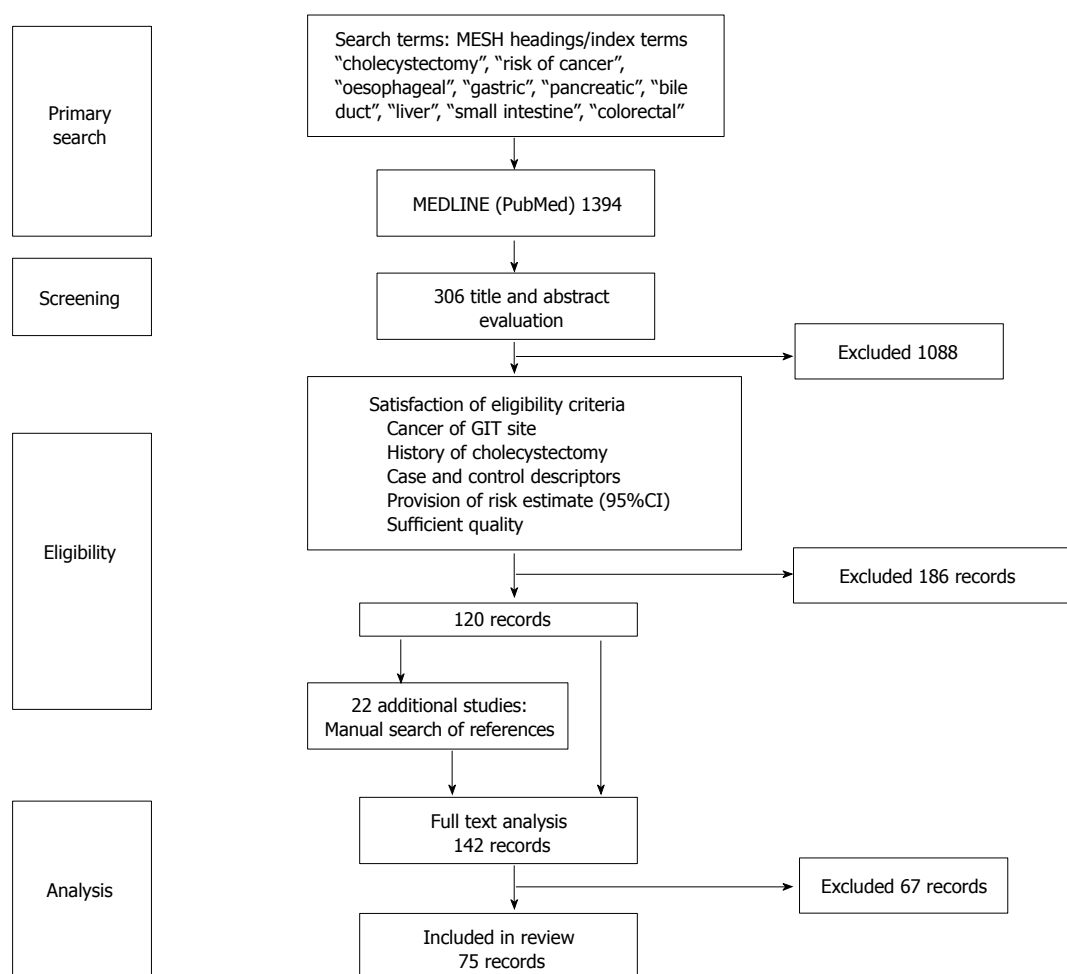 Primary
search
Search terms: MESH headings/index terms
“cholecystectomy”, “risk of cancer”,
“oesophageal”, “gastric”, “pancreatic”, “bile
duct”, “liver”, “small intestine”, “colorectal”
MEDLINE (PubMed) 1394
Screening
306 title and abstract
evaluation
Excluded 1088
Eligibility
Satisfaction of eligibility criteria
Cancer of GIT site
History of cholecystectomy
Case and control descriptors
Provision of risk estimate (95%CI)
Sufficient quality
Excluded 186 records
120 records
22 additional studies:
Manual search of references
Analysis
Full text analysis
142 records
Excluded 67 records
Included in review
75 records